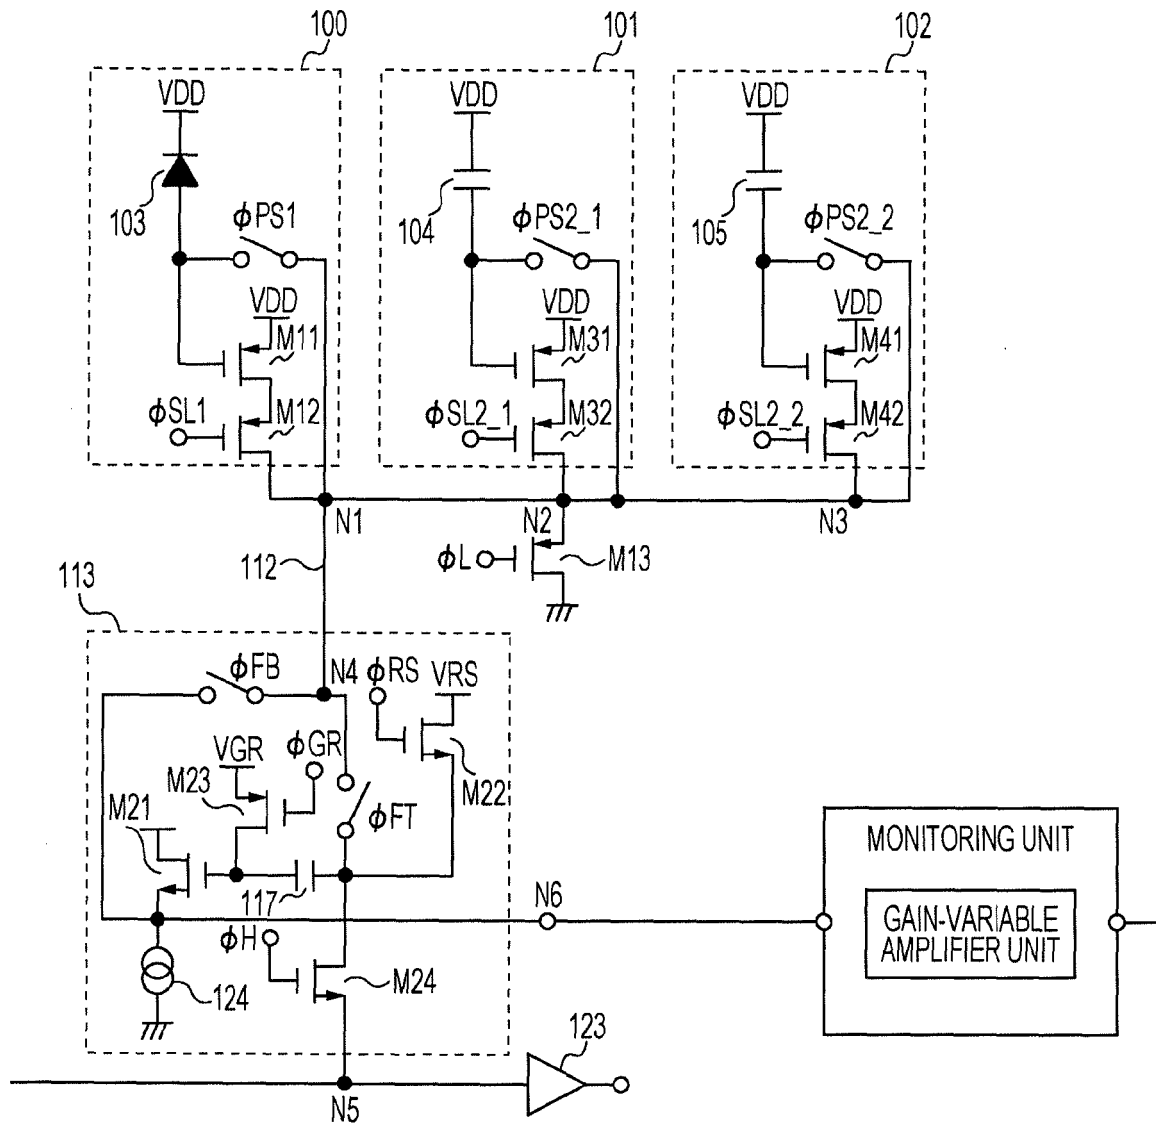 100
101
102
VDD
VDD
VDD
103
ϕPS1
104
ϕPS2_1
105
ϕPS2_2
VDD
M11
VDD
M31
VDD
M41
ϕSL1
M12
ϕSL2_1
M32
ϕSL2_2
M42
N1
N2
N3
112
ϕL
M13
113
ϕFB
N4
ϕRS
VRS
VGR
ϕGR
M23
M22
M21
ϕFT
117
N6
MONITORING UNIT
GAIN-VARIABLE
AMPLIFIER UNIT
ϕH
M24
124
123
N5